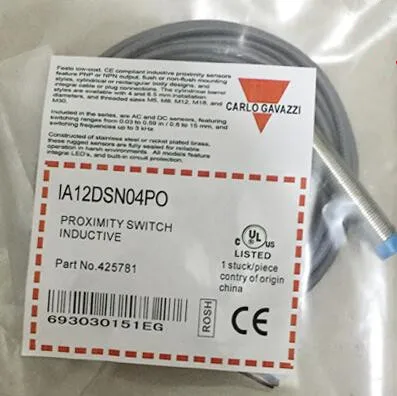 Festo low-cost, CE compliant inductive proximity sensors
feature PNP or NPN output, flush or non-flush mounting
styles, cylindrical or rectangular body designs, and
integral cable or plug connections. The cylindrical barrel
styles are available with 4 and 6.5 mm installation
diameters, and threaded sizes M5, M8, M12, M18, and
M30.
Included in the series, are AC and DC sensors, featuring
switching ranges from 0.03 to 0.59 in / 0.8 to 15 mm, and
switching frequencies up to 3 kHz
Constructed of stainless steel or nickel plated brass,
these rugged sensors are fully sealed for reliable
operation in harsh environments. All models feature
integral LED's, and built-in circuit protection.
CARLO GAVAZZI
IA12DSN04PO
PROXIMITY SWITCH
INDUCTIVE
Part No.425781
693030151EG
C UL US
LISTED
1 stuck/piece
contry of origin
china
ROSH
CE